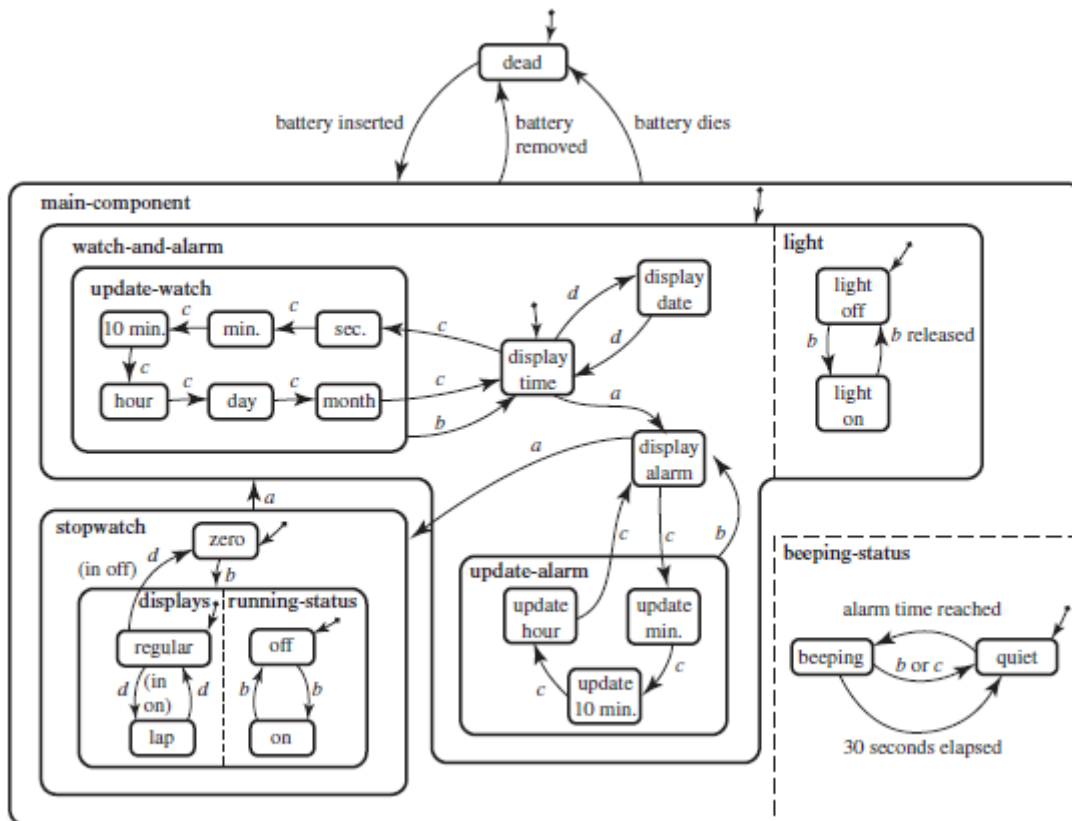 dead
battery inserted
battery
removed
battery dies
main-component
watch-and-alarm
light
update-watch
display
date
light
off
d
c
c
c
10 min.
min.
sec.
d
display
time
b
b released
c
c
c
c
hour
day
month
b
a
light
on
display
alarm
a
a
stopwatch
zero
d
(in off)
b
c
c
b
update-alarm
beeping-status
displays
running-status
update
hour
update
min.
alarm time reached
regular
off
beeping
b or c
quiet
d
(in
on)
d
b
b
c
c
update
10 min.
lap
on
30 seconds elapsed